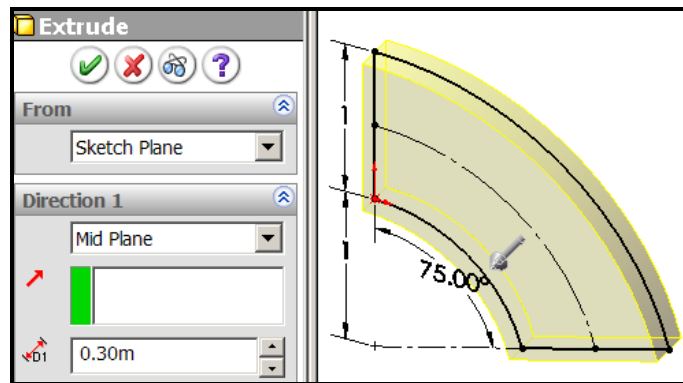 Extrude
?
From
Sketch Plane
Direction 1
Mid Plane
D1
0.30m
1
1
75.00°